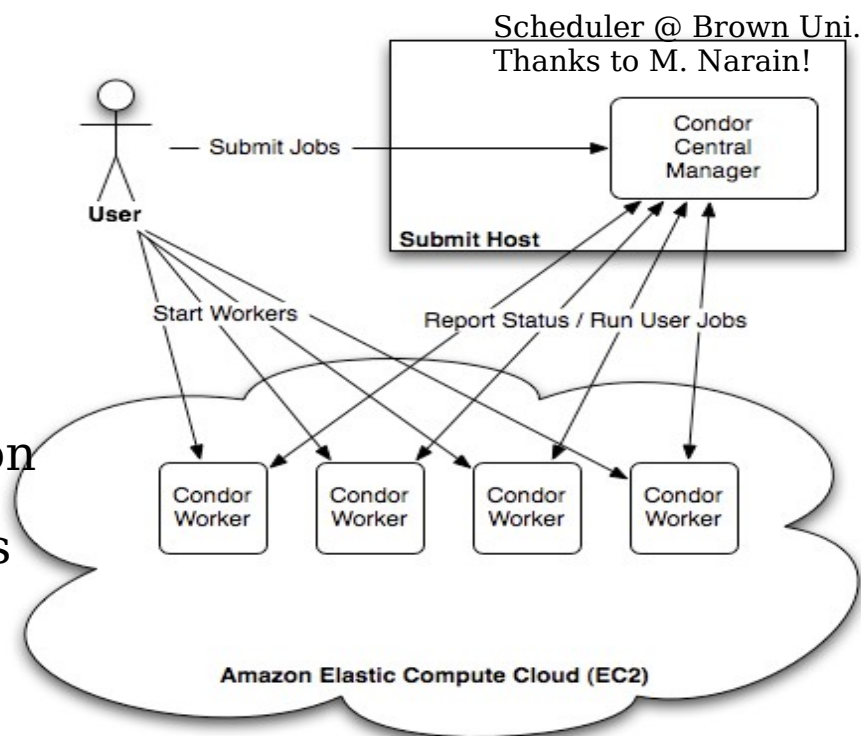 Scheduler @ Brown Uni.
Thanks to M. Narain!
Condor
Central
Manager
Submit Jobs
User
Submit Host
Start Workers
Report Status / Run User Jobs
on
s
Condor
Worker
Condor
Worker
Condor
Worker
Condor
Worker
Amazon Elastic Compute Cloud (EC2)